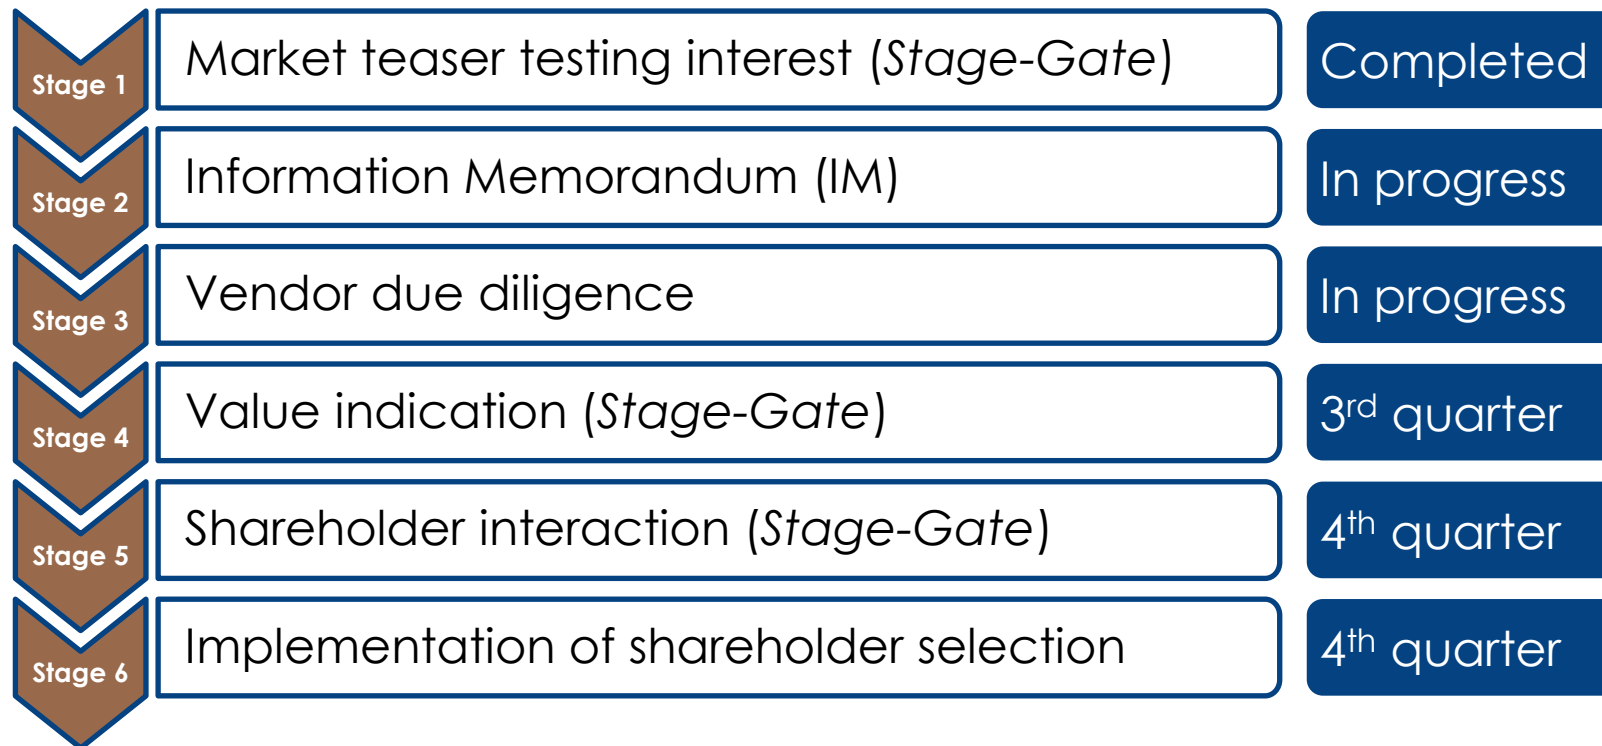 Stage 1
Market teaser testing interest (Stage-Gate)
Completed
Stage 2
Information Memorandum (IM)
In progress
Stage 3
Vendor due diligence
In progress
Stage 4
Value indication (Stage-Gate)
3rd quarter
Stage 5
Shareholder interaction (Stage-Gate)
4th quarter
Stage 6
Implementation of shareholder selection
4th quarter